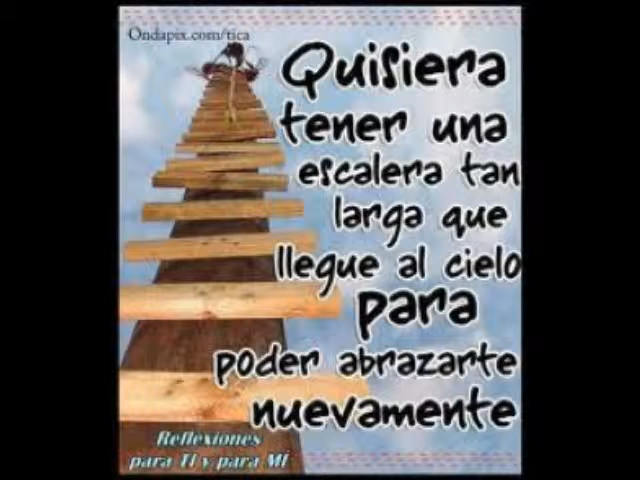 Ondapix.com/tica
Quisiera
tener una
escalera tan
larga que
llegue al cielo
para
poder abrazarte
nuevamente
Reflexiones
para TI y para MÍ